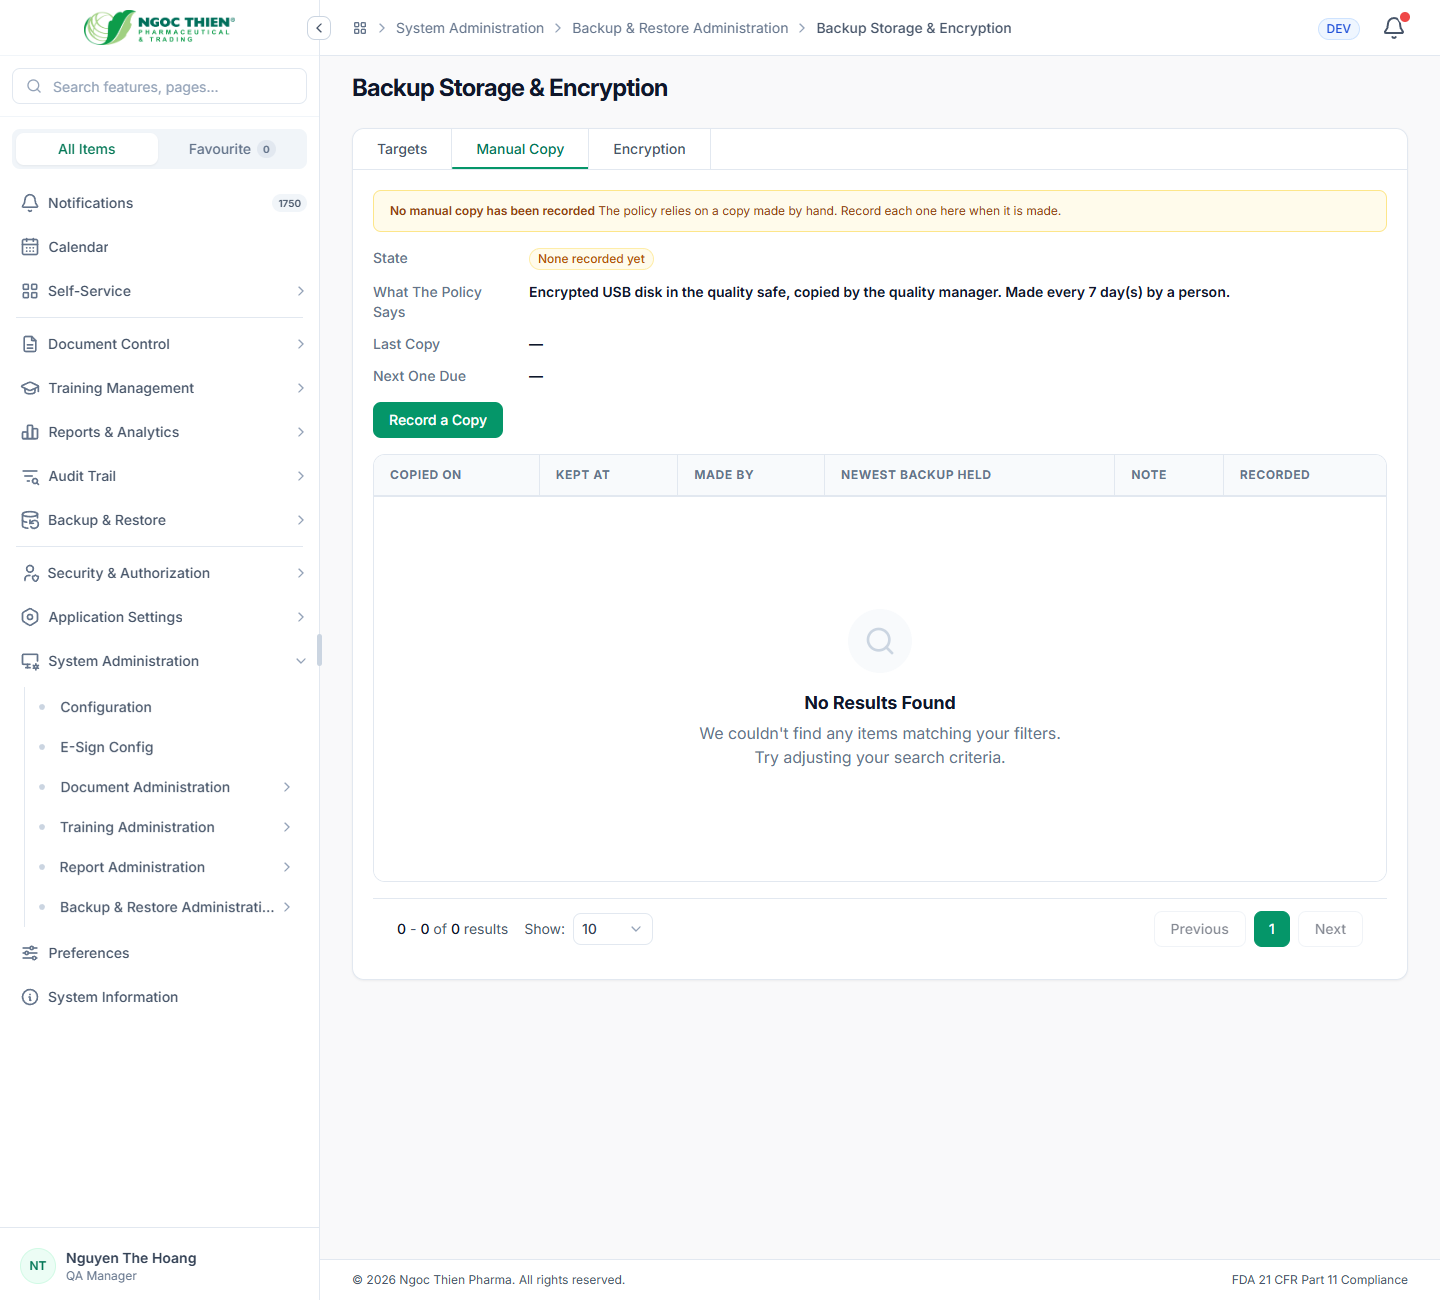 NGOC THIEN®
PHARMACEUTICAL
& TRADING
System Administration
Backup & Restore Administration
Backup Storage & Encryption
DEV
Search features, pages...
Backup Storage & Encryption
All Items
Favourite 0
Targets
Manual Copy
Encryption
Notifications
1750
Calendar
Self-Service
Document Control
Training Management
Reports & Analytics
Audit Trail
Backup & Restore
Security & Authorization
Application Settings
System Administration
Configuration
E-Sign Config
Document Administration
Training Administration
Report Administration
Backup & Restore Administrati...
Preferences
System Information
Nguyen The Hoang
NT
QA Manager
No manual copy has been recorded The policy relies on a copy made by hand. Record each one here when it is made.
State
None recorded yet
What The Policy
Says
Encrypted USB disk in the quality safe, copied by the quality manager. Made every 7 day(s) by a person.
Last Copy
—
Next One Due
—
Record a Copy
COPIED ON
KEPT AT
MADE BY
NEWEST BACKUP HELD
NOTE
RECORDED
No Results Found
We couldn't find any items matching your filters.
Try adjusting your search criteria.
0 - 0 of 0 results
Show:
10
Previous
1
Next
© 2026 Ngoc Thien Pharma. All rights reserved.
FDA 21 CFR Part 11 Compliance